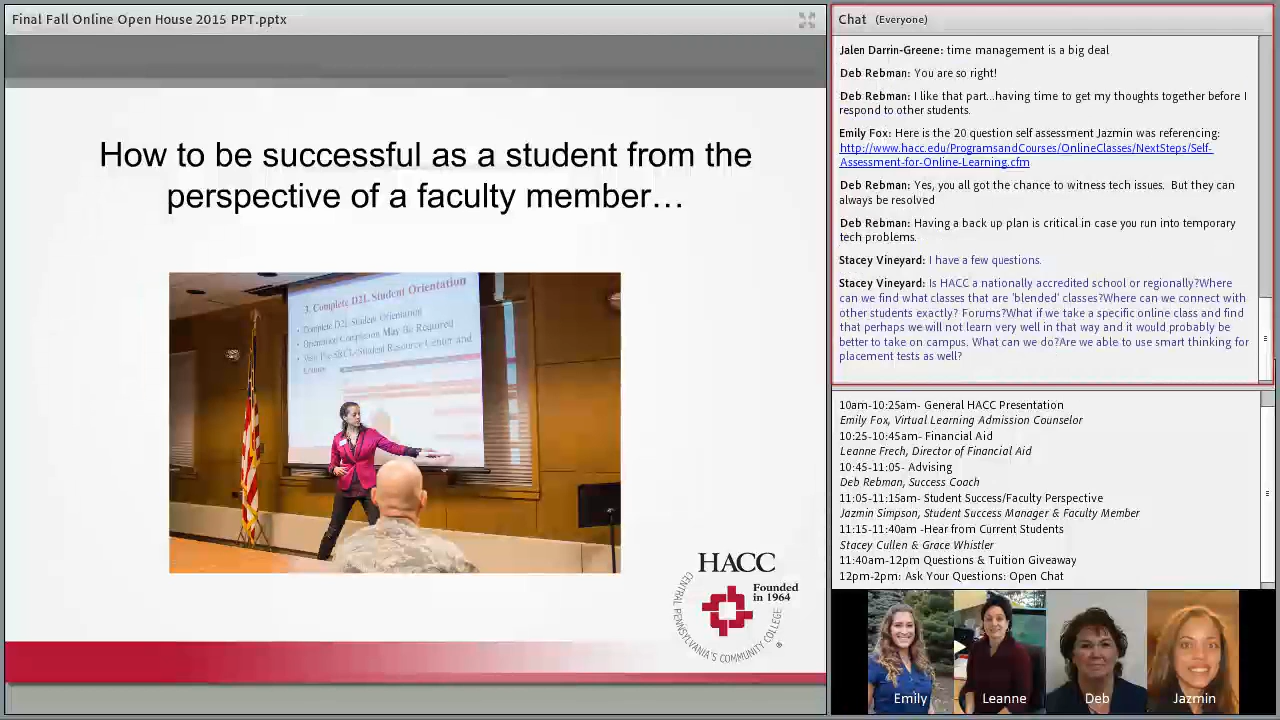 Final Fall Online Open House 2015 PPT.pptx
How to be successful as a student from the
perspective of a faculty member…
3. Complete D2L Student Orientation
• Complete D2L Student Orientation
• Orientation Completion May Be Required
HACC
Founded
in 1964
CENTRAL PENNSYLVANIA'S COMMUNITY COLLEGE
®
Chat (Everyone)
Jalen Darrin-Greene: time management is a big deal
Deb Rebman: You are so right!
Deb Rebman: I like that part...having time to get my thoughts together before I
respond to other students.
Emily Fox: Here is the 20 question self assessment Jazmin was referencing:
http://www.hacc.edu/ProgramsandCourses/OnlineClasses/NextSteps/Self-
Assessment-for-Online-Learning.cfm
Deb Rebman: Yes, you all got the chance to witness tech issues. But they can
always be resolved
Deb Rebman: Having a back up plan is critical in case you run into temporary
tech problems.
Stacey Vineyard: I have a few questions.
Stacey Vineyard: Is HACC a nationally accredited school or regionally?Where
can we find what classes that are 'blended' classes?Where can we connect with
other students exactly? Forums?What if we take a specific online class and find
that perhaps we will not learn very well in that way and it would probably be
better to take on campus. What can we do?Are we able to use smart thinking for
placement tests as well?
10am-10:25am- General HACC Presentation
Emily Fox, Virtual Learning Admission Counselor
10:25-10:45am- Financial Aid
Leanne Frech, Director of Financial Aid
10:45-11:05- Advising
Deb Rebman, Success Coach
11:05-11:15am- Student Success/Faculty Perspective
Jazmin Simpson, Student Success Manager & Faculty Member
11:15-11:40am -Hear from Current Students
Stacey Cullen & Grace Whistler
11:40am-12pm Questions & Tuition Giveaway
12pm-2pm: Ask Your Questions: Open Chat
Emily
Leanne
Deb
Jazmin